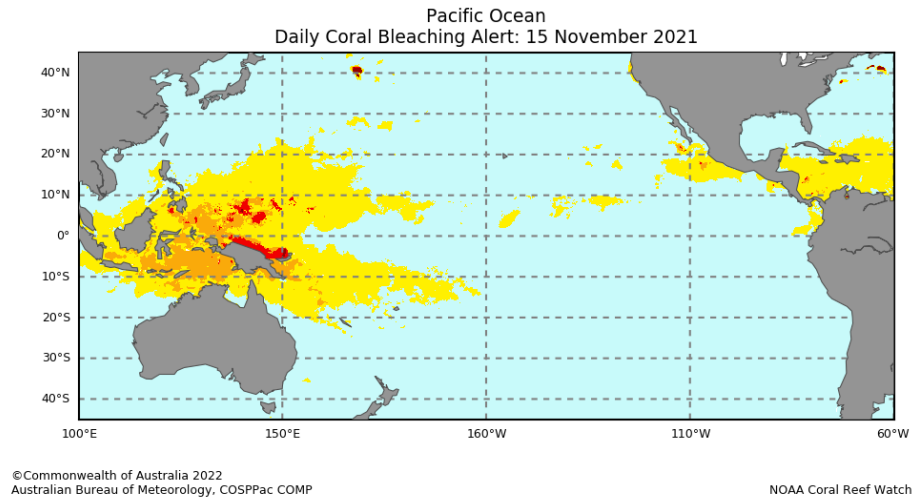 Pacific Ocean
Daily Coral Bleaching Alert: 15 November 2021
40°N
30°N
20°N
10°N
0°
10°S
20°S
30°S
40°S
100°E 150°E 160°W 110°W 60°W
©Commonwealth of Australia 2022
Australian Bureau of Meteorology, COSPPac COMP NOAA Coral Reef Watch